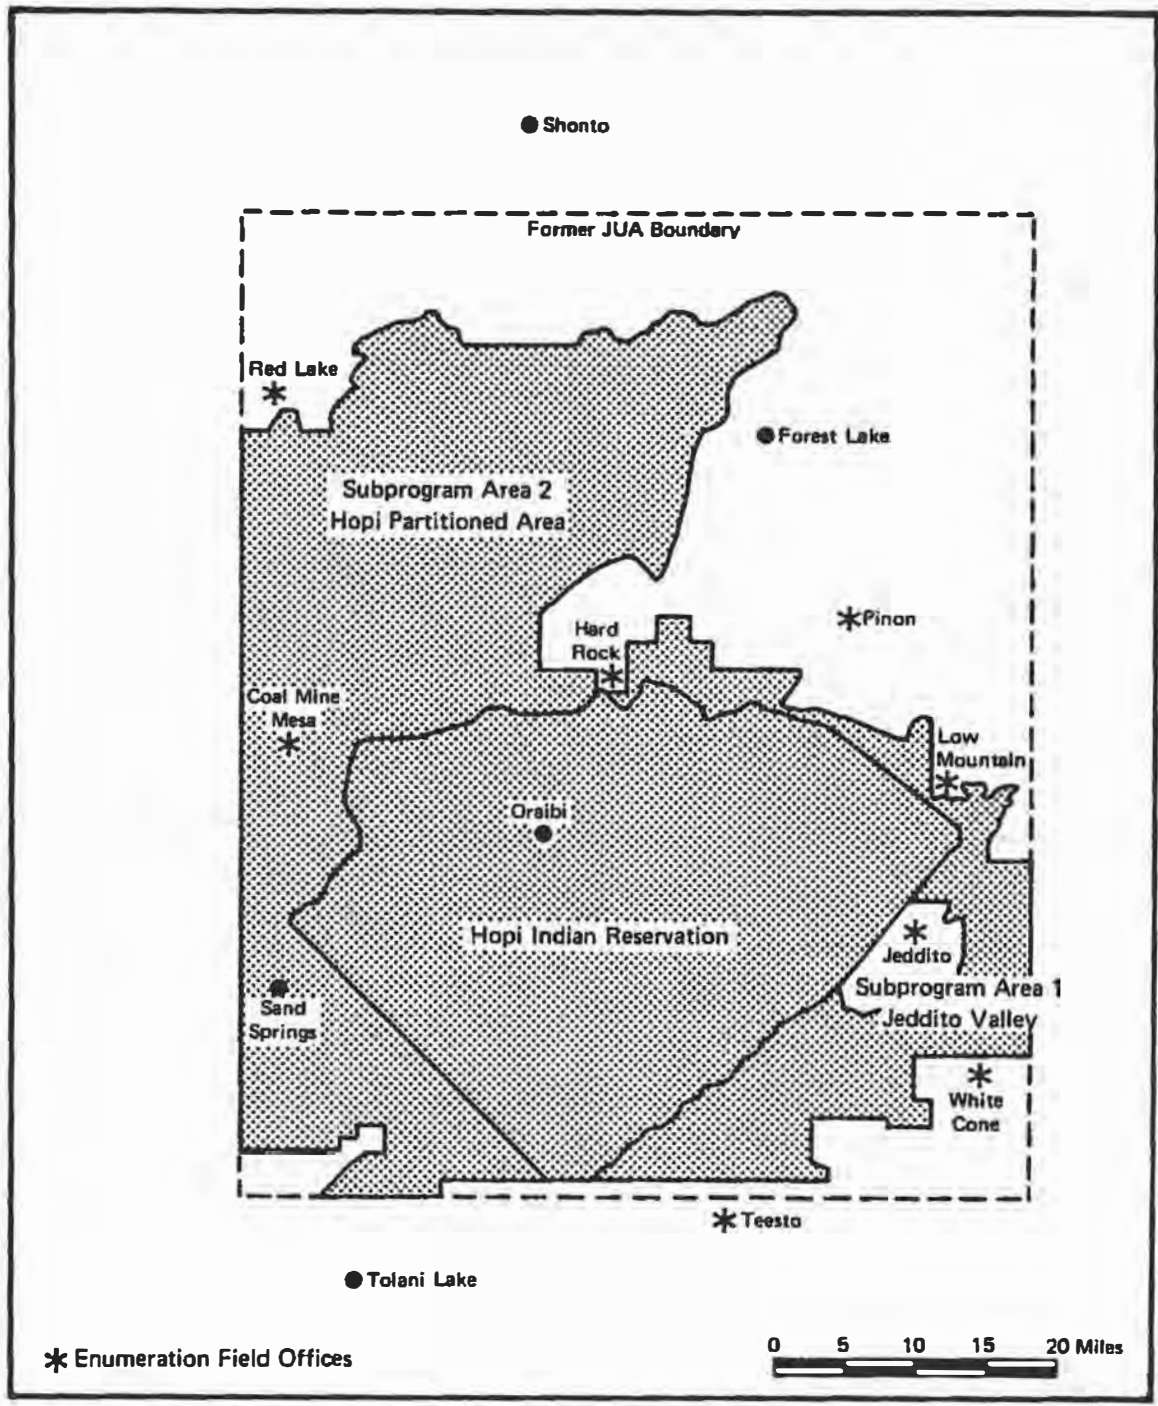 Shonto
Former JUA Boundary
Red Lake
Forest Lake
Subprogram Area 2
Hopi Partitioned Area
Pinon
Hard
Rock
Coal Mine
Mesa
Low
Mountain
Oraibi
Hopi Indian Reservation
Jeddito
Subprogram Area 1
Jeddito Valley
Sand
Springs
White
Cone
Teesto
Tolani Lake
Enumeration Field Offices
0 5 10 15 20 Miles